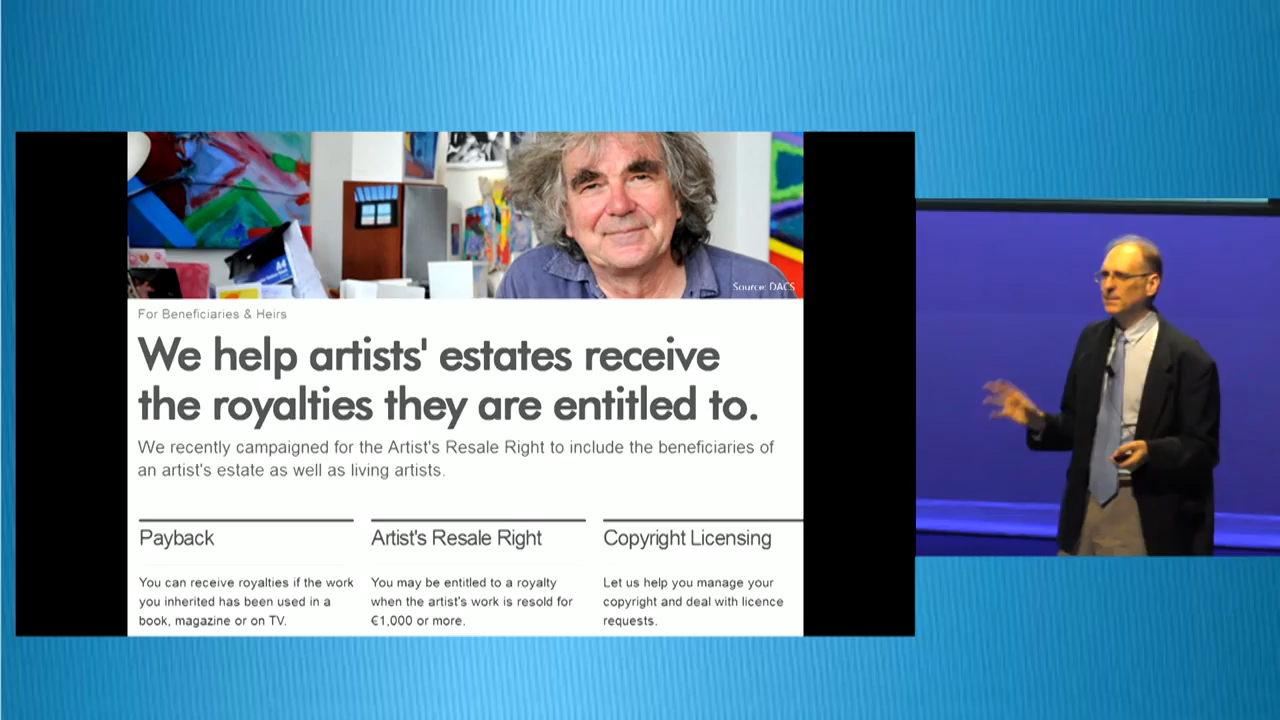 A4
Source: DACS
For Beneficiaries & Heirs
We help artists' estates receive
the royalties they are entitled to.
We recently campaigned for the Artist's Resale Right to include the beneficiaries of
an artist's estate as well as living artists.
Payback
You can receive royalties if the work
you inherited has been used in a
book, magazine or on TV.
Artist's Resale Right
You may be entitled to a royalty
when the artist's work is resold for
€1,000 or more.
Copyright Licensing
Let us help you manage your
copyright and deal with licence
requests.